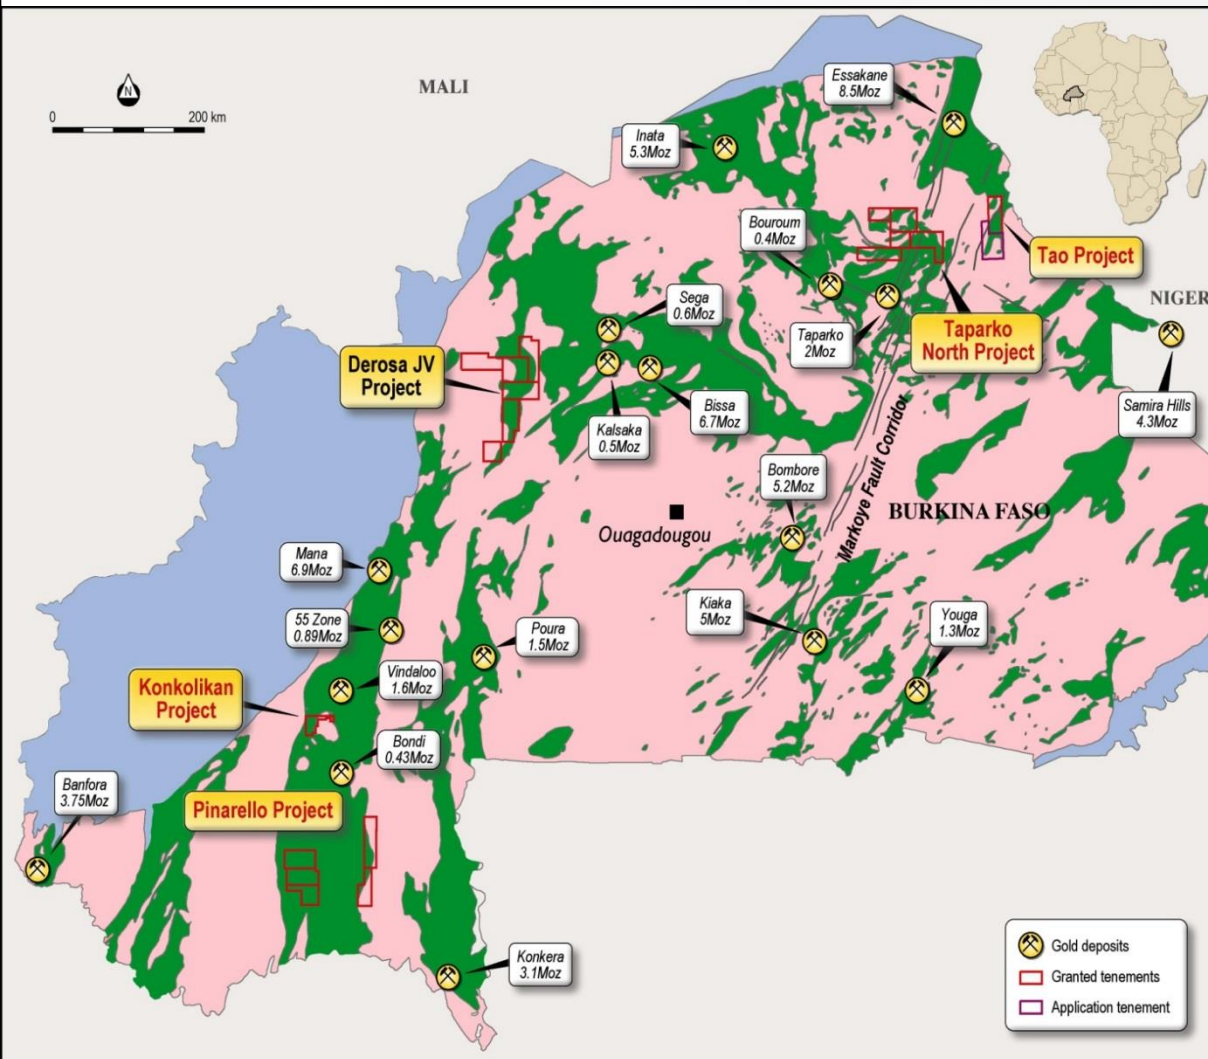 MALI
N
0
200 km
Essakane
8.5Moz
Inata
5.3Moz
Bouroum
0.4Moz
Tao Project
NIGER
Sega
0.6Moz
Taparko
2Moz
Taparko
North Project
Derosa JV
Project
Bissa
6.7Moz
Kalsaka
0.5Moz
Samira Hills
4.3Moz
Bombore
5.2Moz
Markoye Fault Corridor
BURKINA FASO
Ouagadougou
Mana
6.9Moz
55 Zone
0.89Moz
Poura
1.5Moz
Kiaka
5Moz
Youga
1.3Moz
Vindaloo
1.6Moz
Konkolikan
Project
Bondi
0.43Moz
Banfora
3.75Moz
Pinarello Project
Konkera
3.1Moz
Gold deposits
Granted tenements
Application tenement